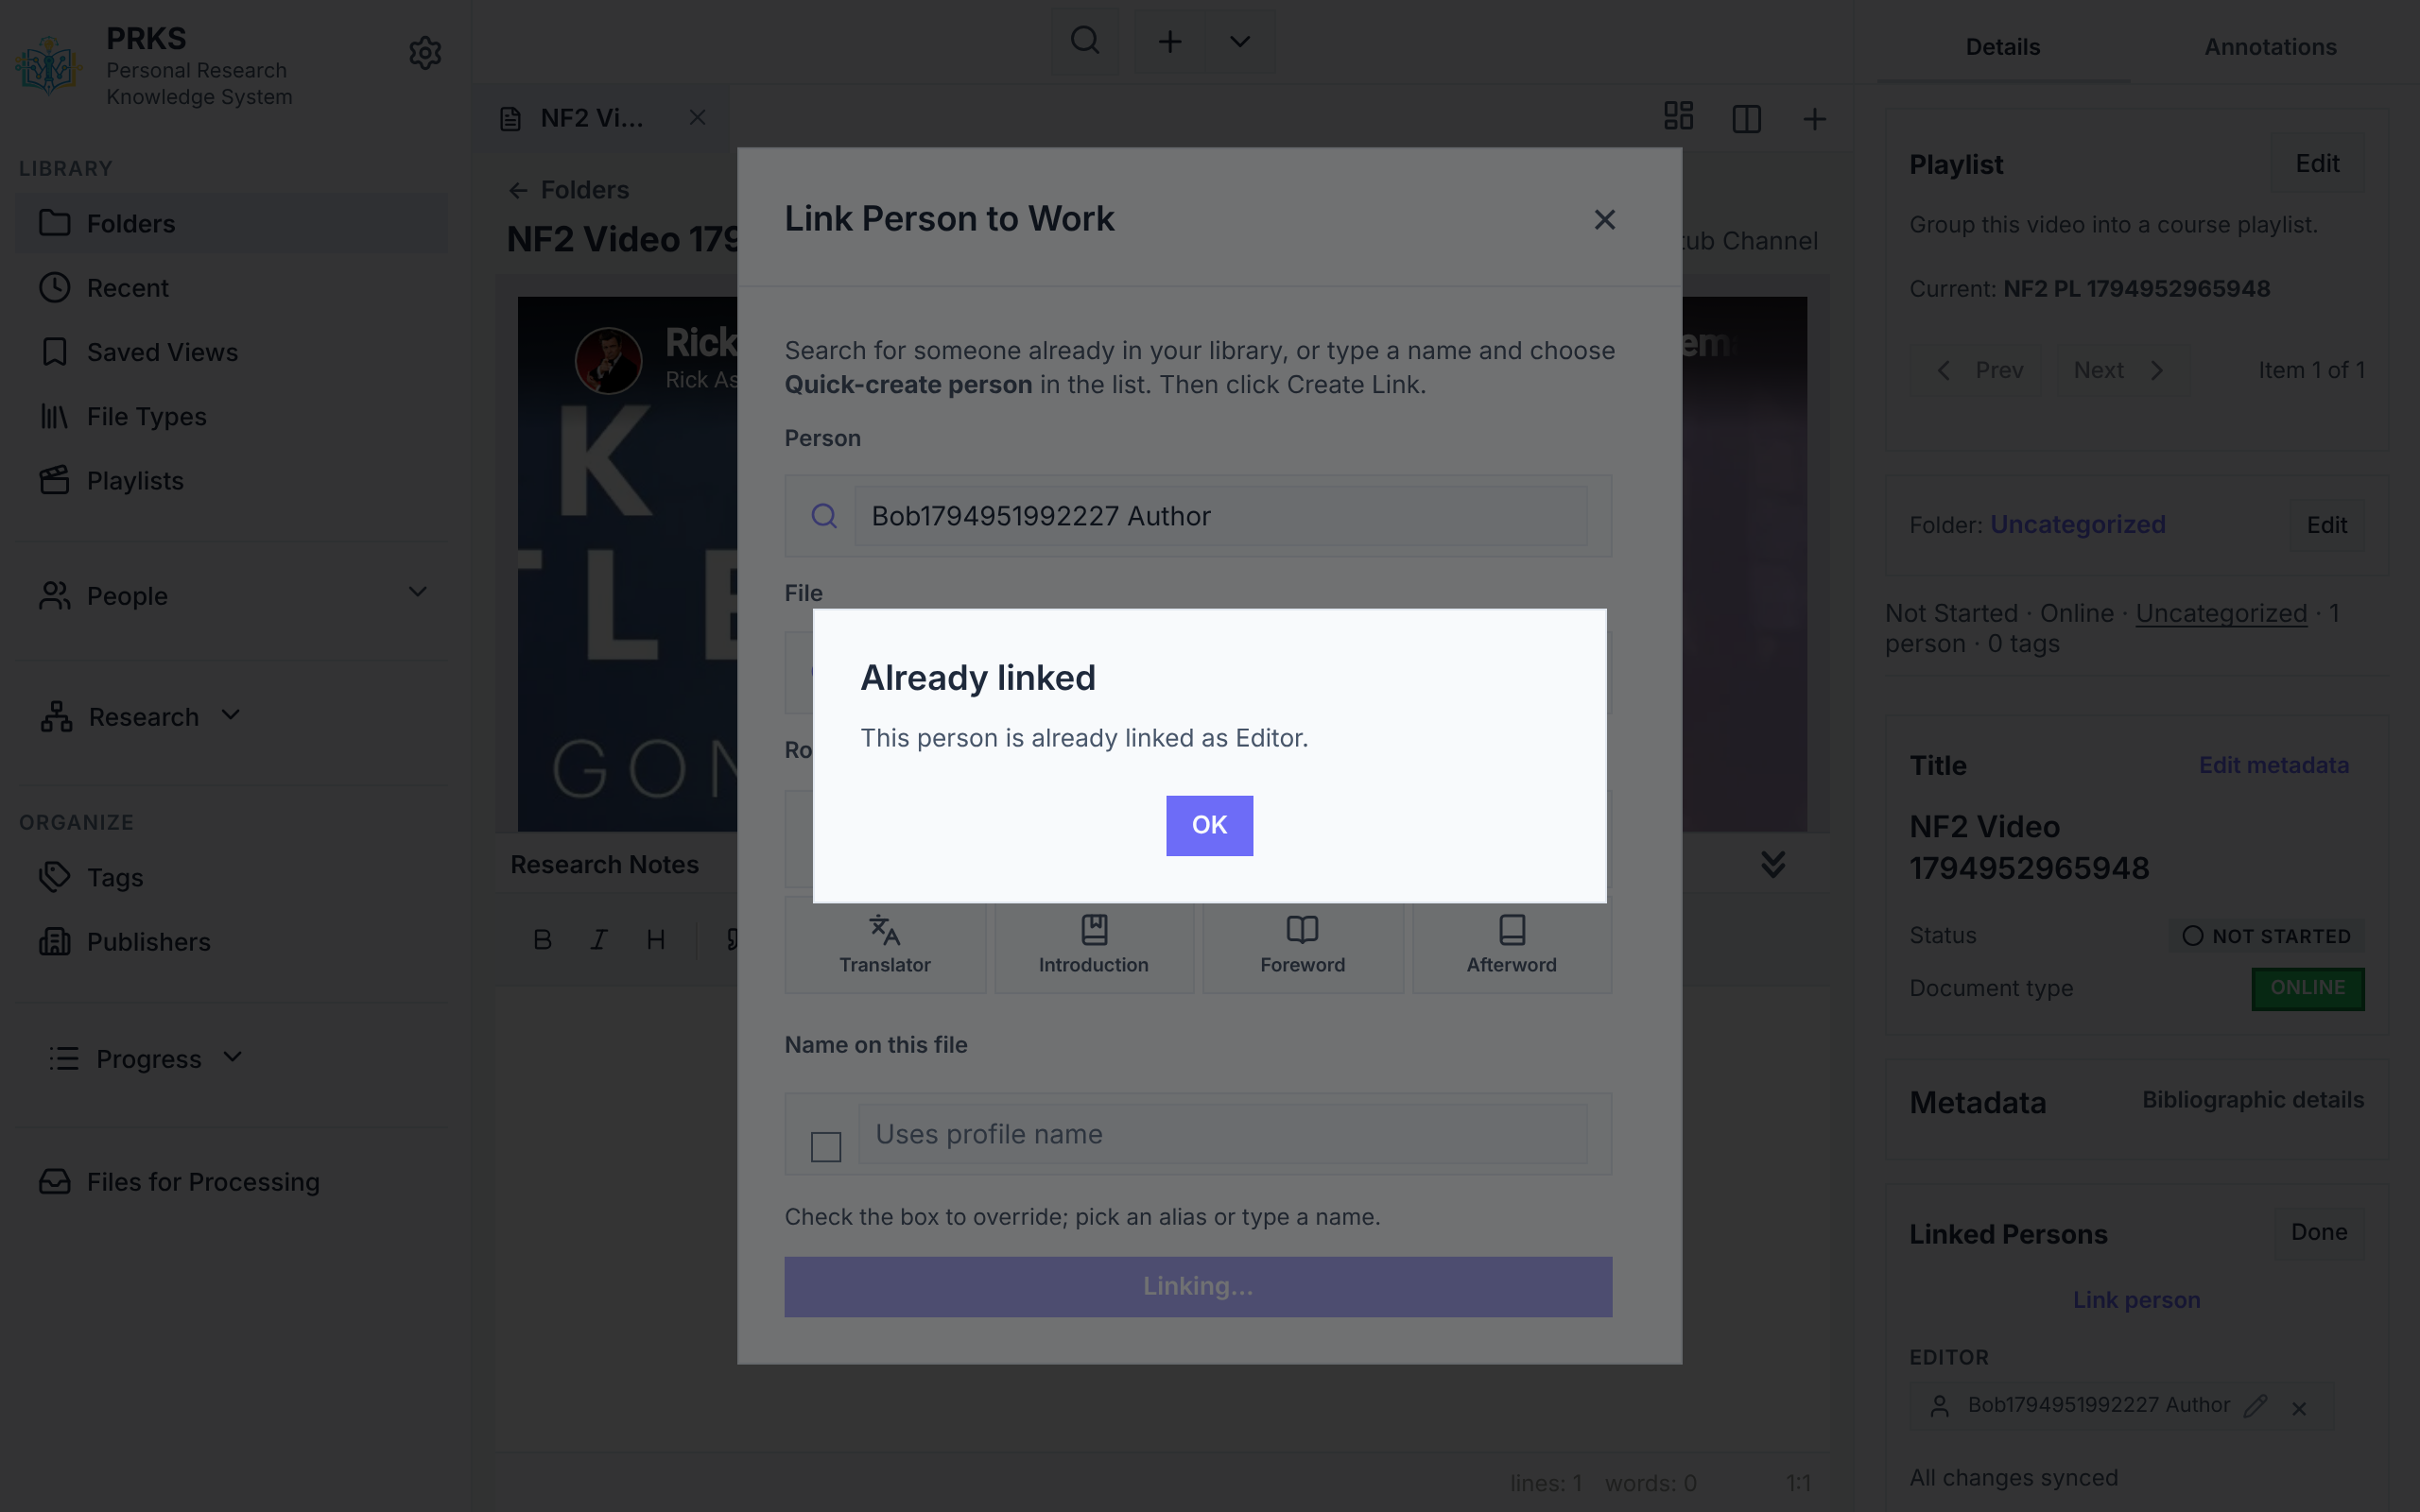 PRKS
Personal Research
Knowledge System
LIBRARY
Folders
Recent
Saved Views
File Types
Playlists
People
Research
ORGANIZE
Tags
Publishers
Progress
Files for Processing
NF2 Vi...
Folders
NF2 Video 179
Channel
Rick
Rick As
K
TLE
GON
Research Notes
B I H
lines: 1 words: 0 1:1
Link Person to Work
Search for someone already in your library, or type a name and choose
Quick-create person in the list. Then click Create Link.
Person
Bob1794951992227 Author
File
Ro
Already linked
This person is already linked as Editor.
OK
Translator
Introduction
Foreword
Afterword
Name on this file
Uses profile name
Check the box to override; pick an alias or type a name.
Linking...
Details
Annotations
Playlist
Edit
Group this video into a course playlist.
Current: NF2 PL 1794952965948
Prev
Next
Item 1 of 1
Folder: Uncategorized
Edit
Not Started · Online · Uncategorized · 1
person · 0 tags
Title
Edit metadata
NF2 Video
1794952965948
Status
NOT STARTED
Document type
ONLINE
Metadata
Bibliographic details
Linked Persons
Done
Link person
EDITOR
Bob1794951992227 Author
All changes synced